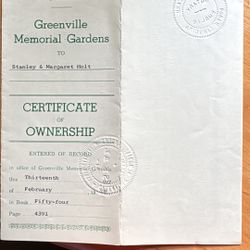 Greenville
Memorial Gardens
TO
Stanley & Margaret Holt
CERTIFICATE
OF
OWNERSHIP
ENTERED OF RECORD
in office of Greenville Memorial Gardens
this Thirteenth
day of February
in Book Fifty-four
Page 4391